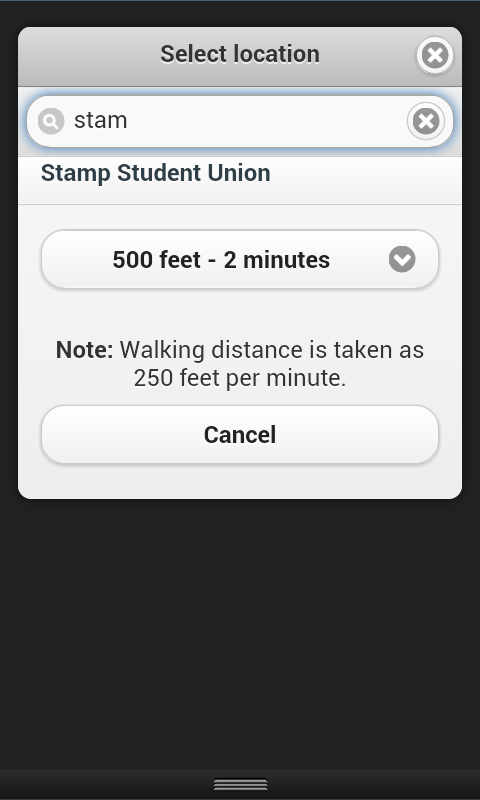 Select location
stam
Stamp Student Union
500 feet - 2 minutes
Note: Walking distance is taken as
250 feet per minute.
Cancel